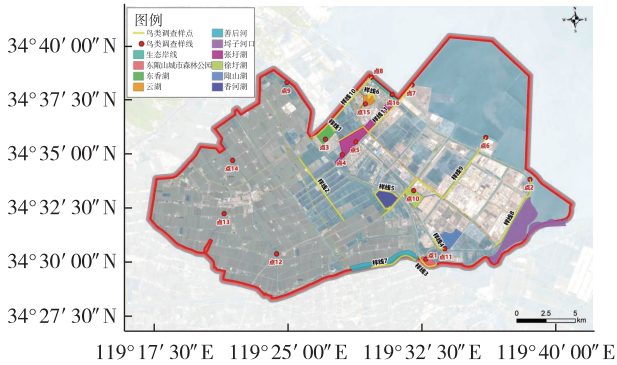 图例
鸟类调查样点
鸟类调查样线
生态岸线
东陬山城市森林公园
东香湖
云湖
善后河
埒子河口
张圩湖
徐圩湖
陬山湖
香河湖
34° 40′ 00″ N
34° 37′ 30″ N
34° 35′ 00″ N
34° 32′ 30″ N
34° 30′ 00″ N
34° 27′ 30″ N
119° 17′ 30″ E
119° 25′ 00″ E
119° 32′ 30″ E
119° 40′ 00″ E
点8
点9
样线10
样线6
点7
点16
点15
样线1
样线11
点3
点5
点4
点6
点14
样线2
样线9
样线5
点2
点10
点13
样线8
样线4
点12
点1
点11
样线7
样线3
0 2.5 5
km